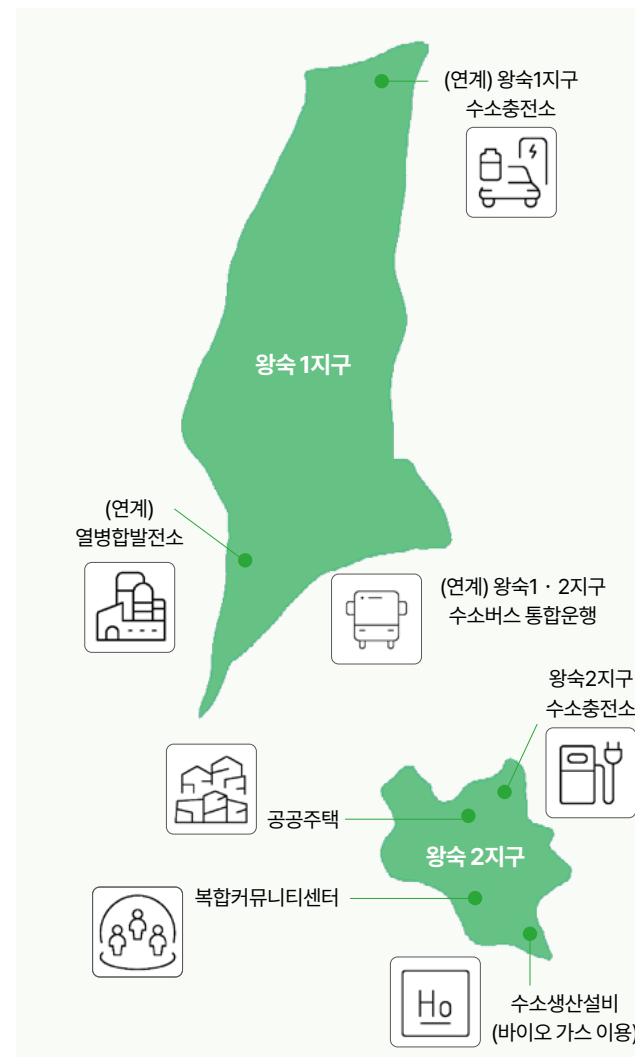 (연계) 왕숙1지구
수소충전소
왕숙 1지구
(연계)
열병합발전소
(연계) 왕숙1 · 2지구
수소버스 통합운행
왕숙2지구
수소충전소
공공주택
왕숙 2지구
복합커뮤니티센터
Ho
수소생산설비
(바이오 가스 이용)